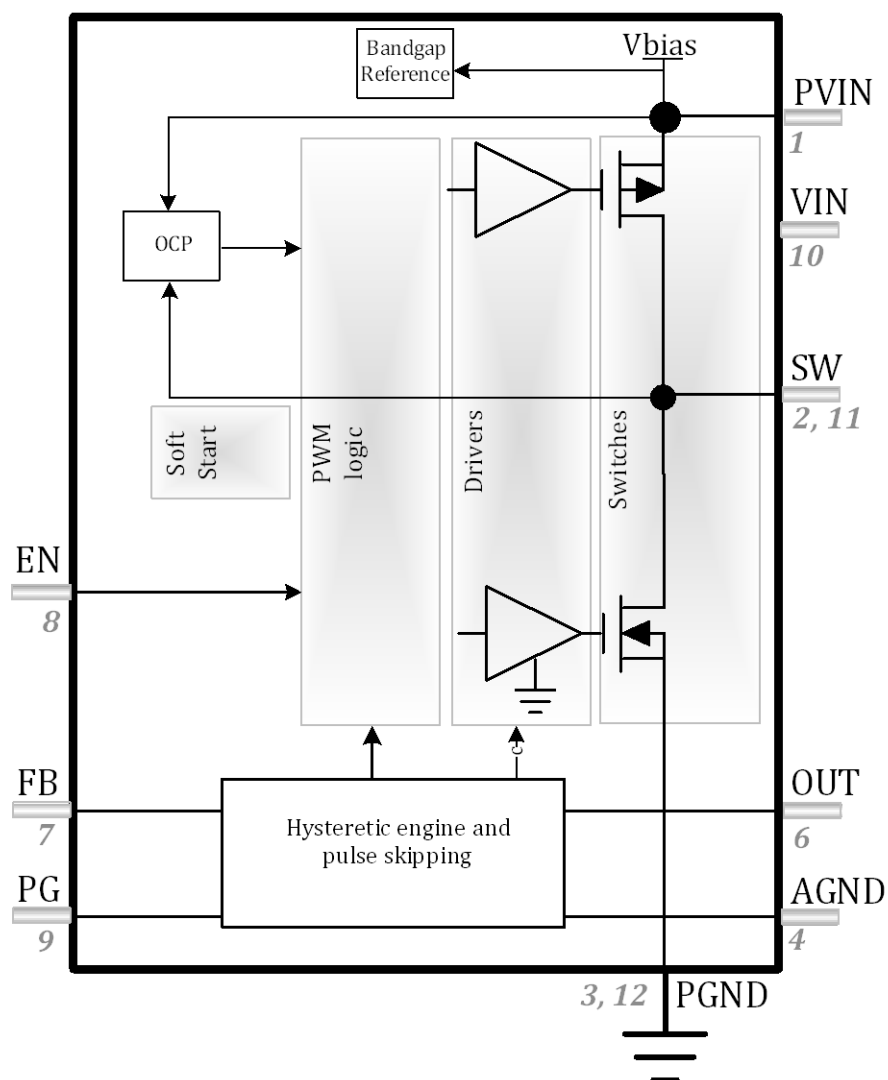 Bandgap
Reference
Vbias
PVIN
1
VIN
10
OCP
SW
2, 11
Soft
Start
PWM
logic
Drivers
Switches
EN
8
c
FB
7
Hysteretic engine and
pulse skipping
OUT
6
PG
9
AGND
4
3, 12
PGND